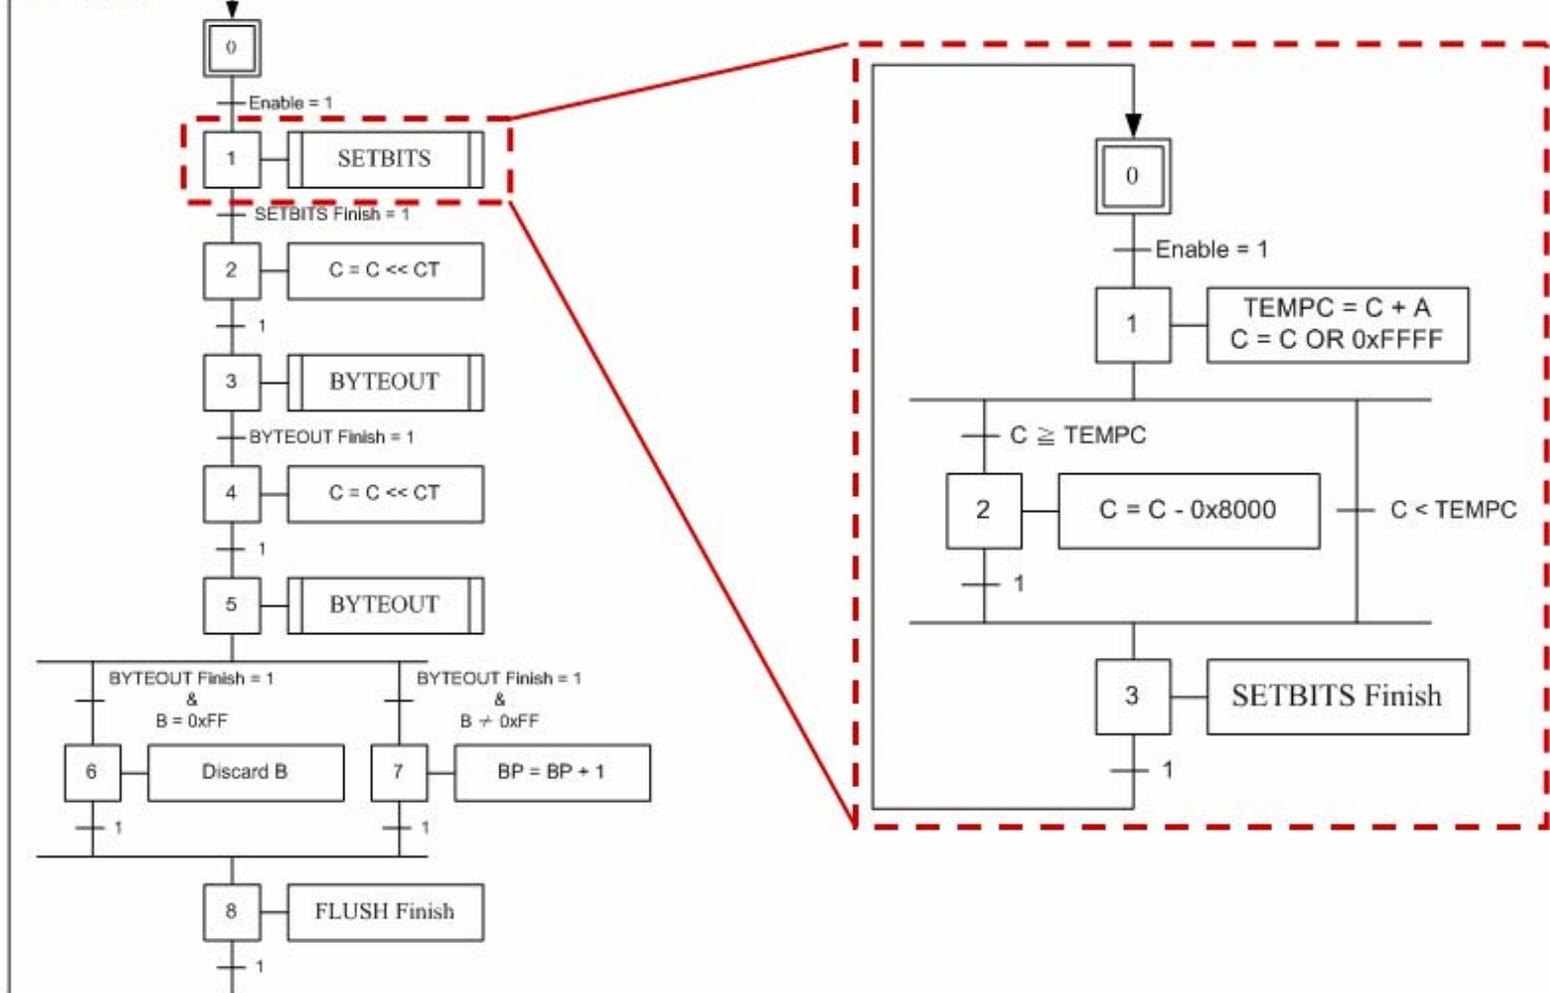 0
Enable = 1
1
SETBITS
SETBITS Finish = 1
2
C = C << CT
1
3
BYTEOUT
BYTEOUT Finish = 1
4
C = C << CT
1
5
BYTEOUT
BYTEOUT Finish = 1
&
B = 0xFF
BYTEOUT Finish = 1
&
B ≠ 0xFF
6
Discard B
7
BP = BP + 1
1
1
8
FLUSH Finish
1
0
Enable = 1
1
TEMPC = C + A
C = C OR 0xFFFF
C ≧ TEMPC
2
C = C - 0x8000
C < TEMPC
1
3
SETBITS Finish
1